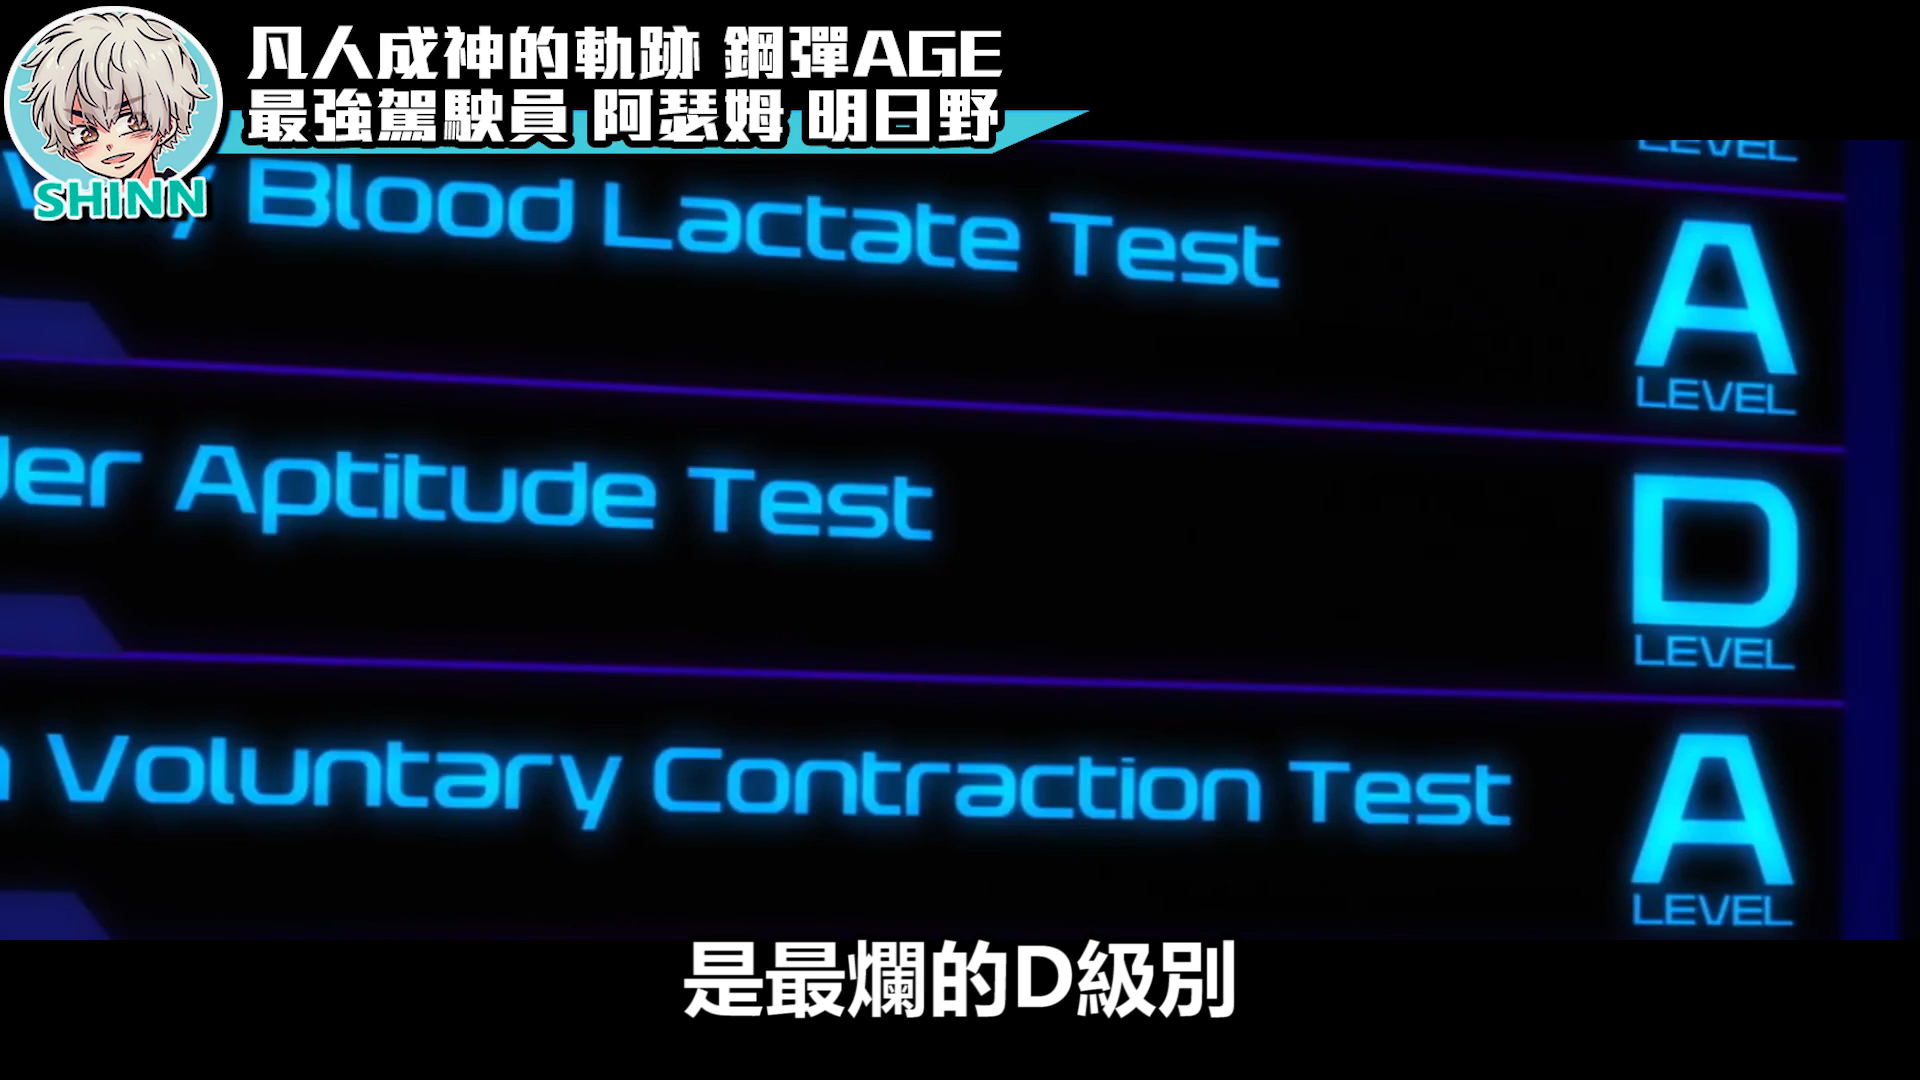 凡人成神的軌跡 鋼彈AGE
最強駕駛員 阿瑟姆 明日野
SHINN
LEVEL
Blood Lactate Test
A
LEVEL
der Aptitude Test
D
LEVEL
Voluntary Contraction Test
A
LEVEL
是最爛的D級別